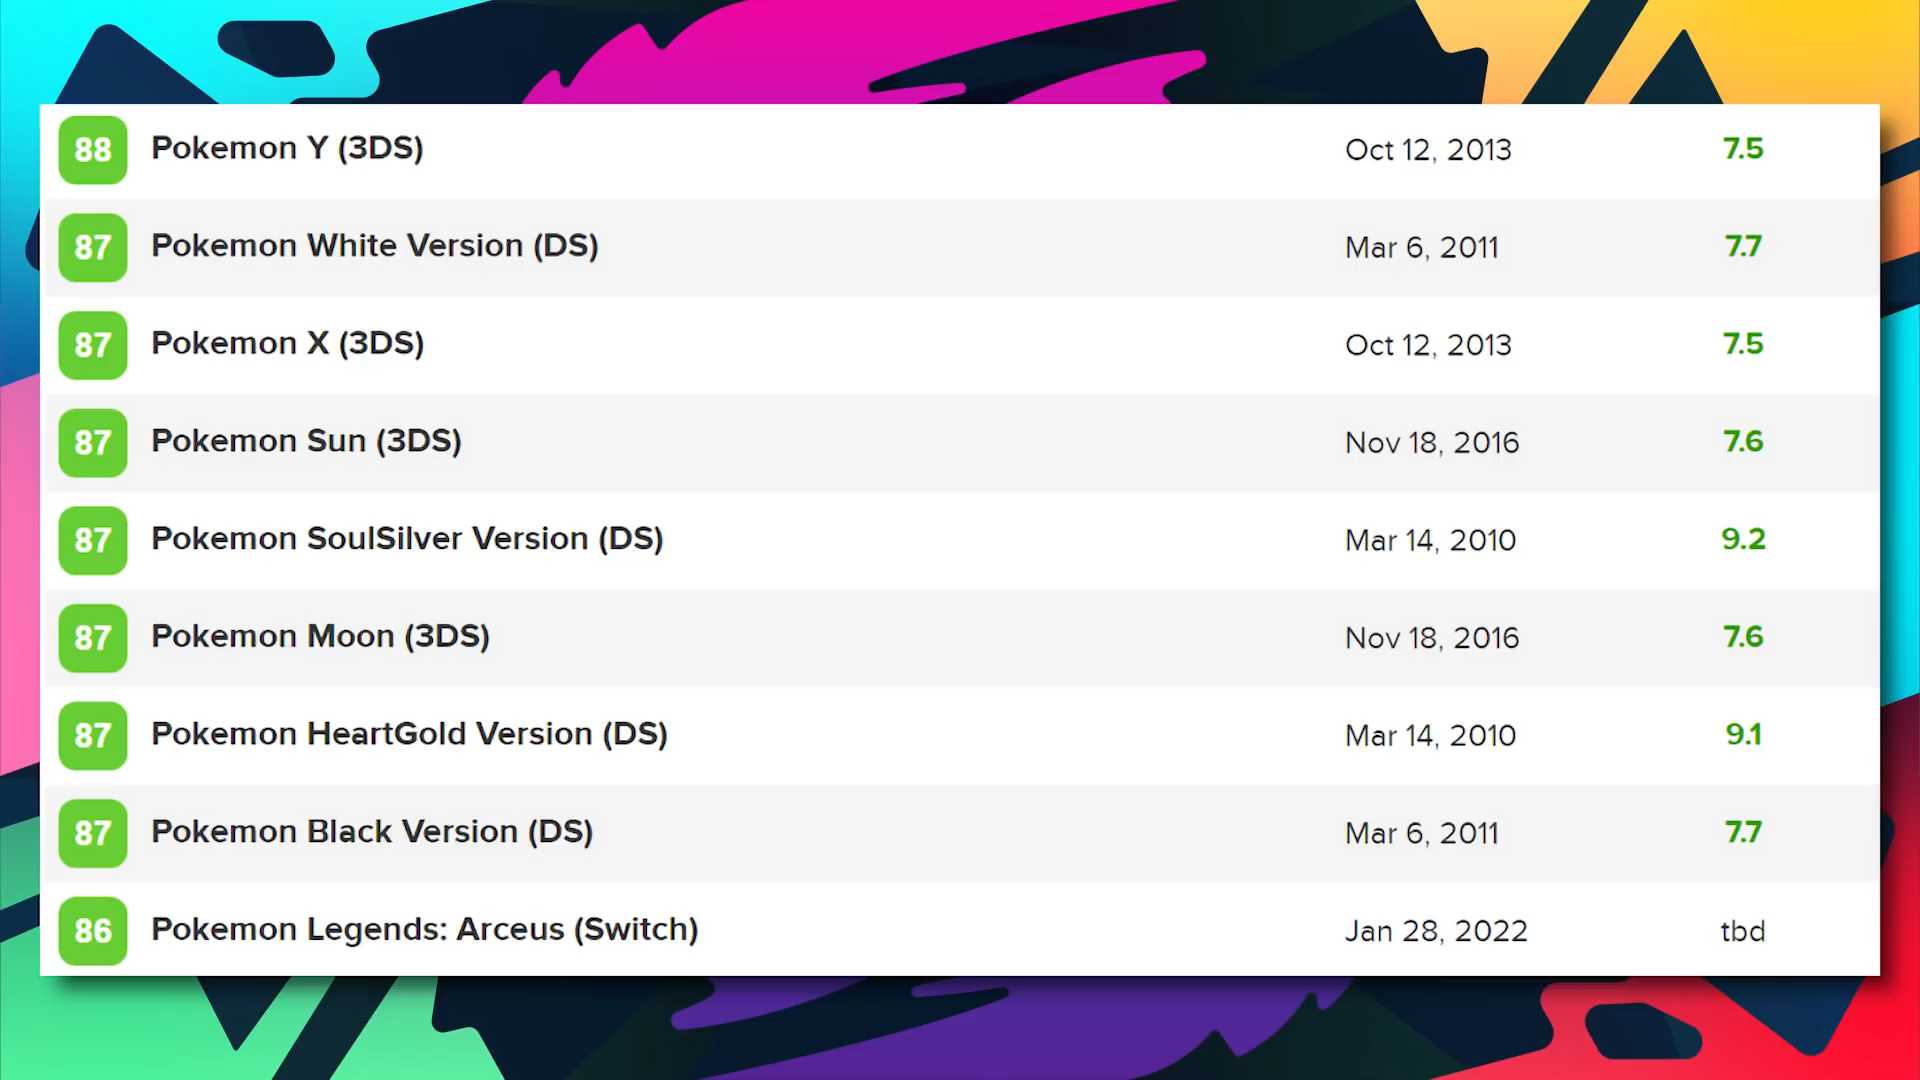 88 Pokemon Y (3DS) Oct 12, 2013 7.5
87 Pokemon White Version (DS) Mar 6, 2011 7.7
87 Pokemon X (3DS) Oct 12, 2013 7.5
87 Pokemon Sun (3DS) Nov 18, 2016 7.6
87 Pokemon SoulSilver Version (DS) Mar 14, 2010 9.2
87 Pokemon Moon (3DS) Nov 18, 2016 7.6
87 Pokemon HeartGold Version (DS) Mar 14, 2010 9.1
87 Pokemon Black Version (DS) Mar 6, 2011 7.7
86 Pokemon Legends: Arceus (Switch) Jan 28, 2022 tbd